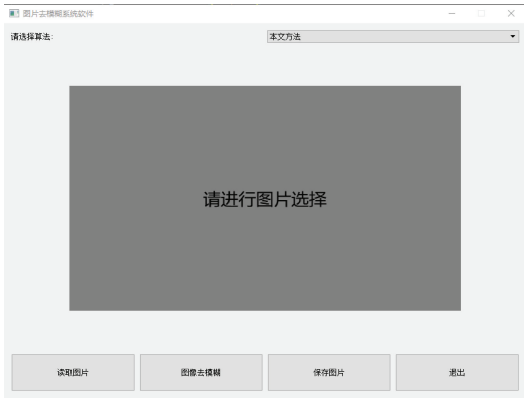 图片去模糊系统软件
请选择算法:
本文方法
请进行图片选择
读取图片
图像去模糊
保存图片
退出